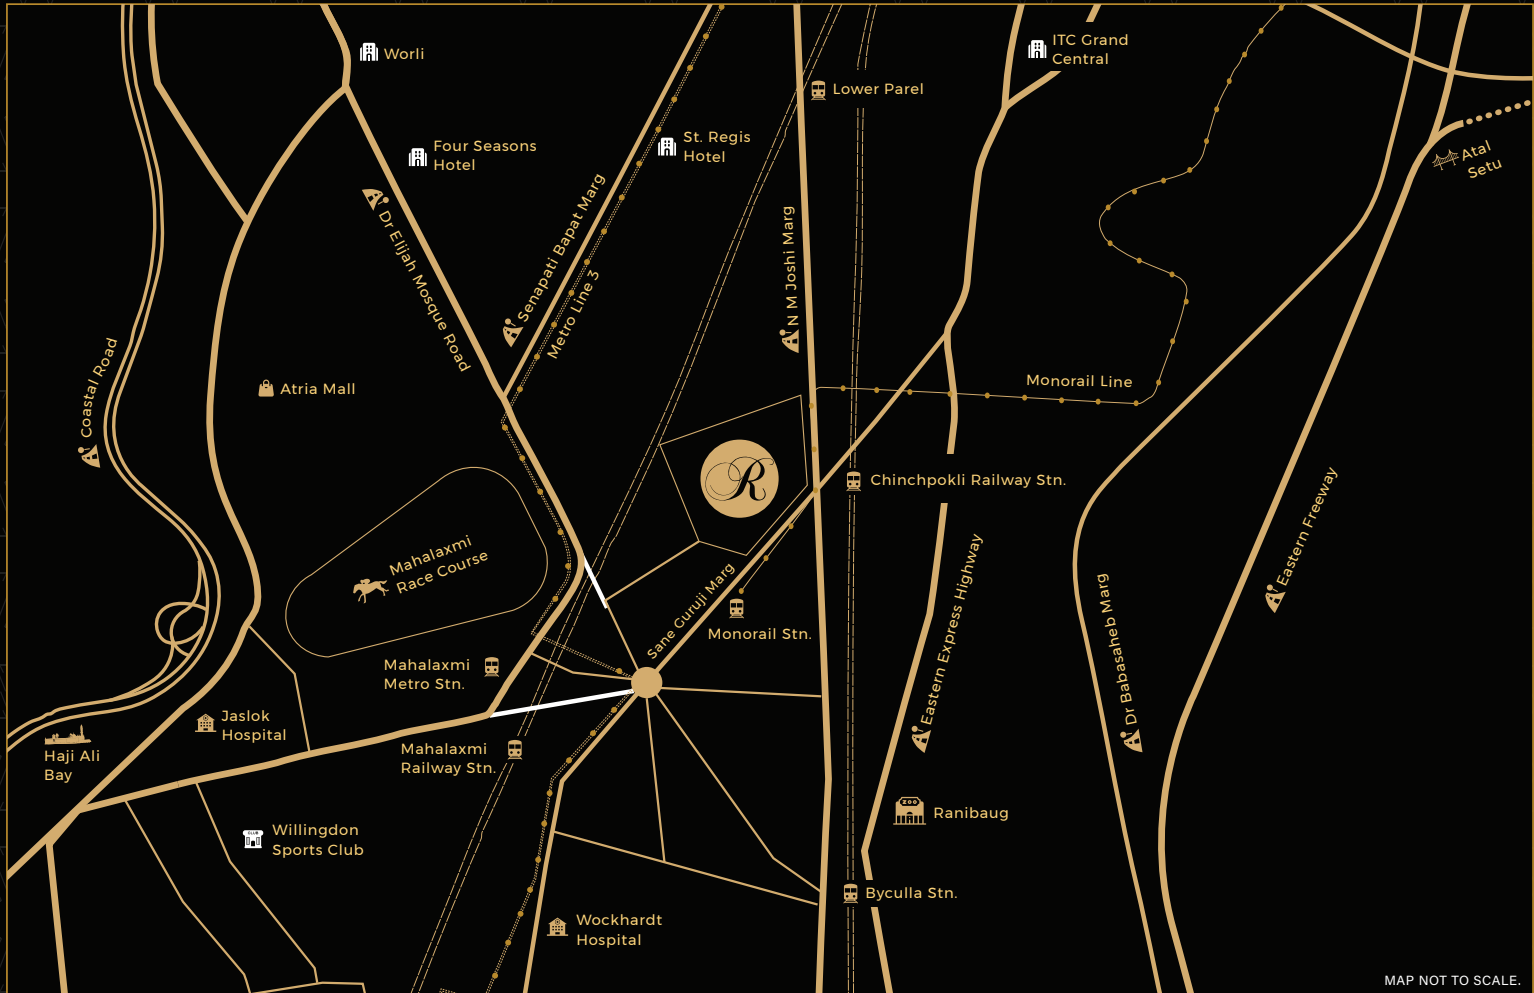 Worli
ITC Grand
Central
Lower Parel
Four Seasons
Hotel
St. Regis
Hotel
Atal
Setu
Dr Elijah Mosque Road
Senapati Bapat Marg
Metro Line 3
N M Joshi Marg
Coastal Road
Atria Mall
Monorail Line
R
Chinchpokli Railway Stn.
Mahalaxmi
Race Course
Eastern Freeway
Eastern Express Highway
Dr Babasaheb Marg
Sane Guruji Marg
Monorail Stn.
Mahalaxmi
Metro Stn.
Jaslok
Hospital
Haji Ali
Bay
Mahalaxmi
Railway Stn.
ZOO
Ranibaug
CLUB
Willingdon
Sports Club
Byculla Stn.
Wockhardt
Hospital
MAP NOT TO SCALE.